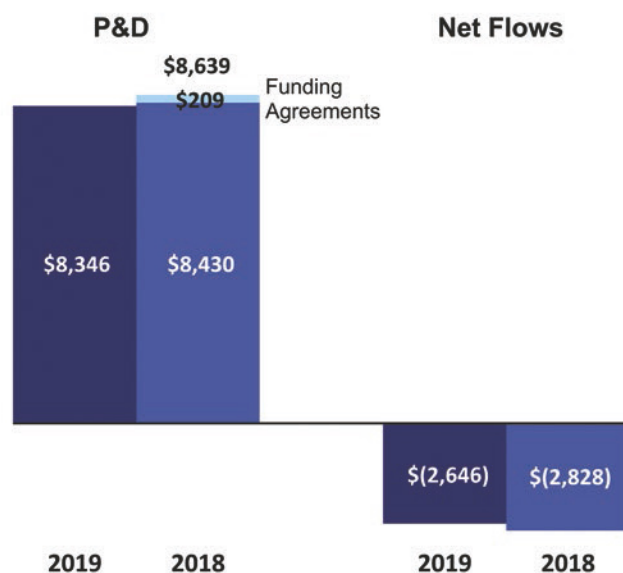 P&D
Net Flows
$8,639
$209
Funding
Agreements
$8,346
$8,430
$(2,646)
$(2,828)
2019
2018
2019
2018